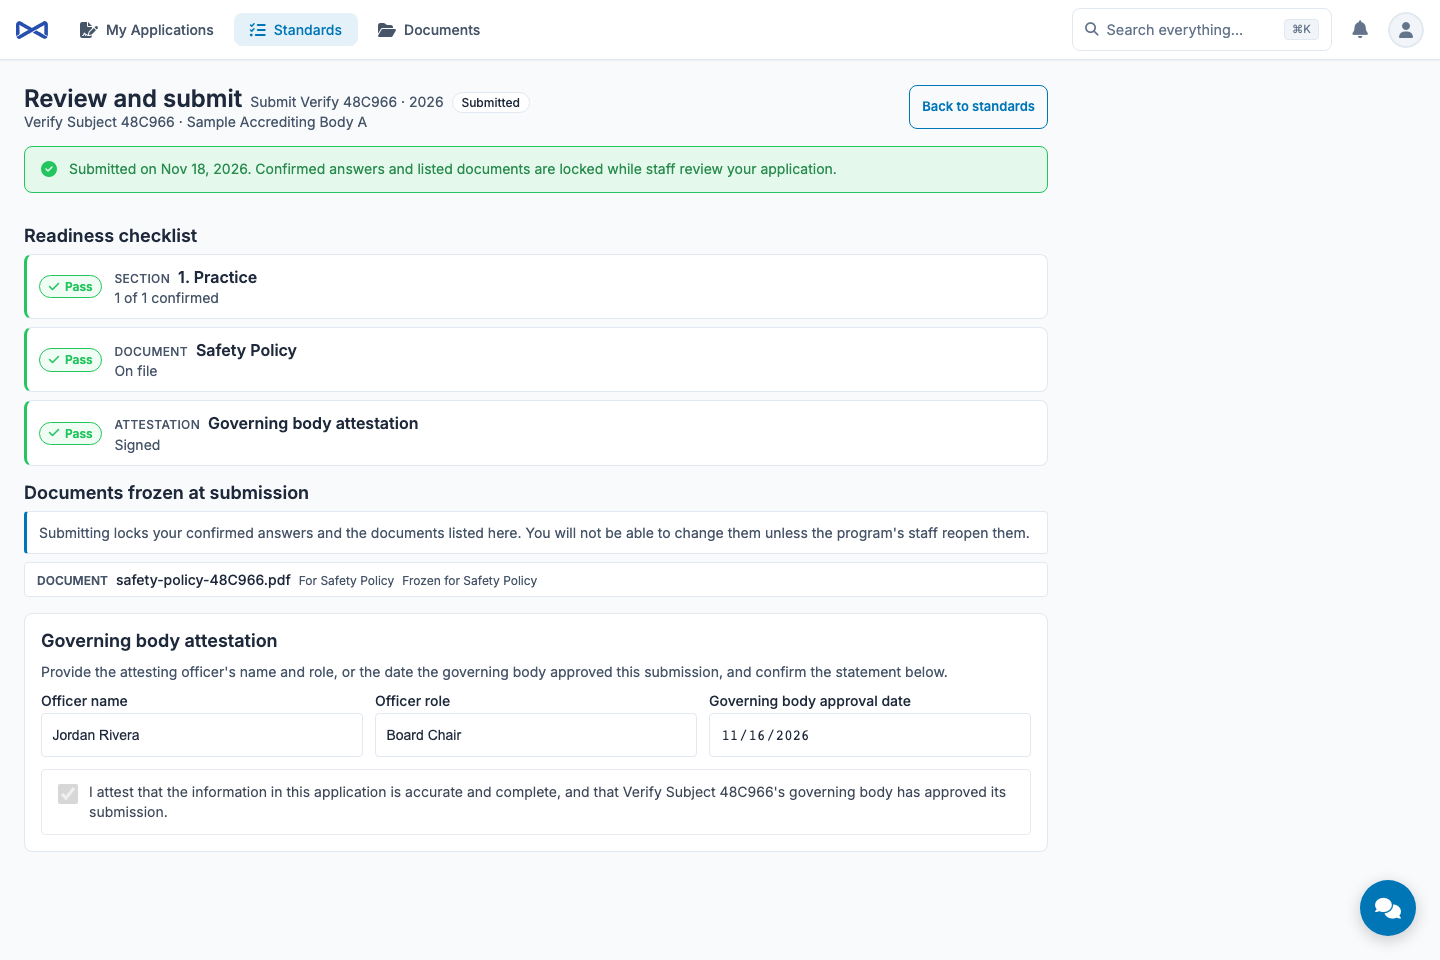 My Applications
Standards
Documents
Search everything...
⌘K
Review and submit Submit Verify 48C966 · 2026 Submitted
Verify Subject 48C966 · Sample Accrediting Body A
Back to standards
Submitted on Nov 18, 2026. Confirmed answers and listed documents are locked while staff review your application.
Readiness checklist
Pass
SECTION 1. Practice
1 of 1 confirmed
Pass
DOCUMENT Safety Policy
On file
Pass
ATTESTATION Governing body attestation
Signed
Documents frozen at submission
Submitting locks your confirmed answers and the documents listed here. You will not be able to change them unless the program's staff reopen them.
DOCUMENT safety-policy-48C966.pdf For Safety Policy Frozen for Safety Policy
Governing body attestation
Provide the attesting officer's name and role, or the date the governing body approved this submission, and confirm the statement below.
Officer name
Jordan Rivera
Officer role
Board Chair
Governing body approval date
11/16/2026
I attest that the information in this application is accurate and complete, and that Verify Subject 48C966's governing body has approved its
submission.